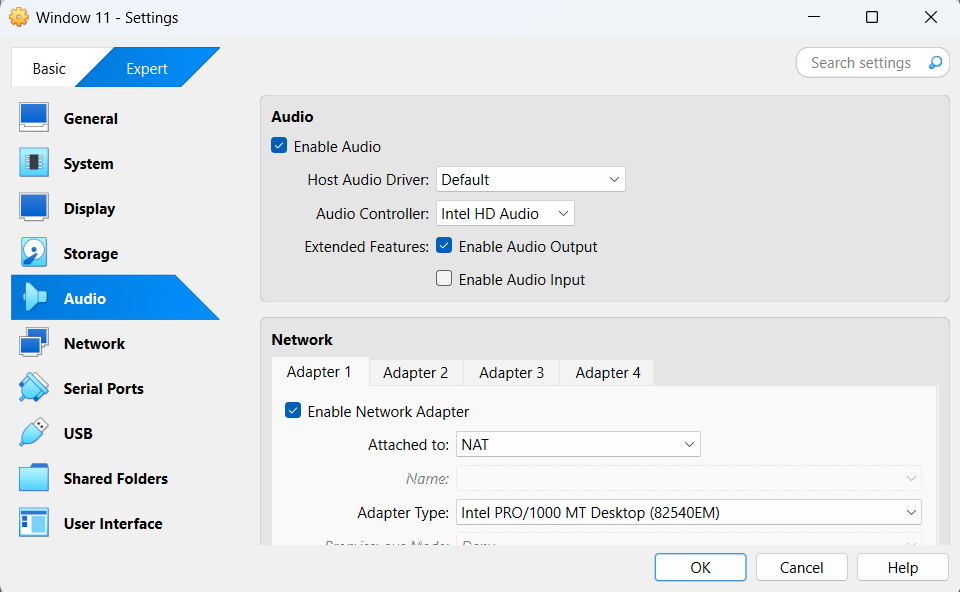 Window 11 - Settings
Basic
Expert
Search settings
General
System
Display
Storage
Audio
Network
Serial Ports
USB
Shared Folders
User Interface
Audio
Enable Audio
Host Audio Driver: Default
Audio Controller: Intel HD Audio
Extended Features: Enable Audio Output
Enable Audio Input
Network
Adapter 1
Adapter 2
Adapter 3
Adapter 4
Enable Network Adapter
Attached to: NAT
Name:
Adapter Type: Intel PRO/1000 MT Desktop (82540EM)
OK
Cancel
Help